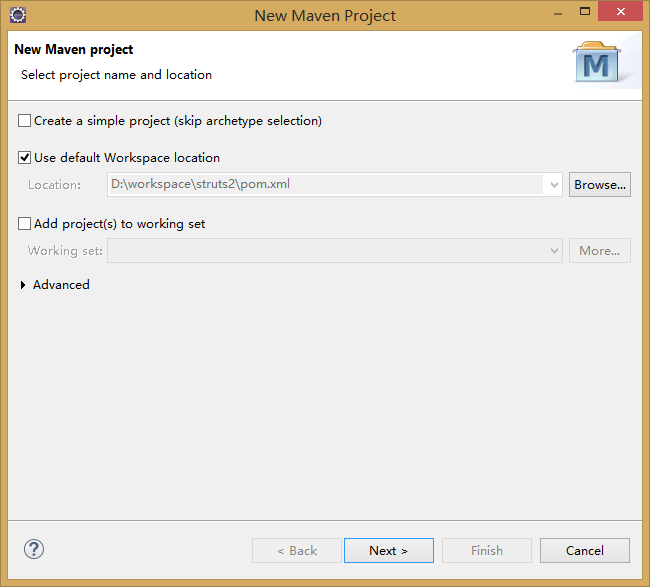 New Maven Project
New Maven project
Select project name and location
M
Create a simple project (skip archetype selection)
Use default Workspace location
Location: D:\workspace\struts2\pom.xml Browse...
Add project(s) to working set
Working set: More...
Advanced
? < Back Next > Finish Cancel